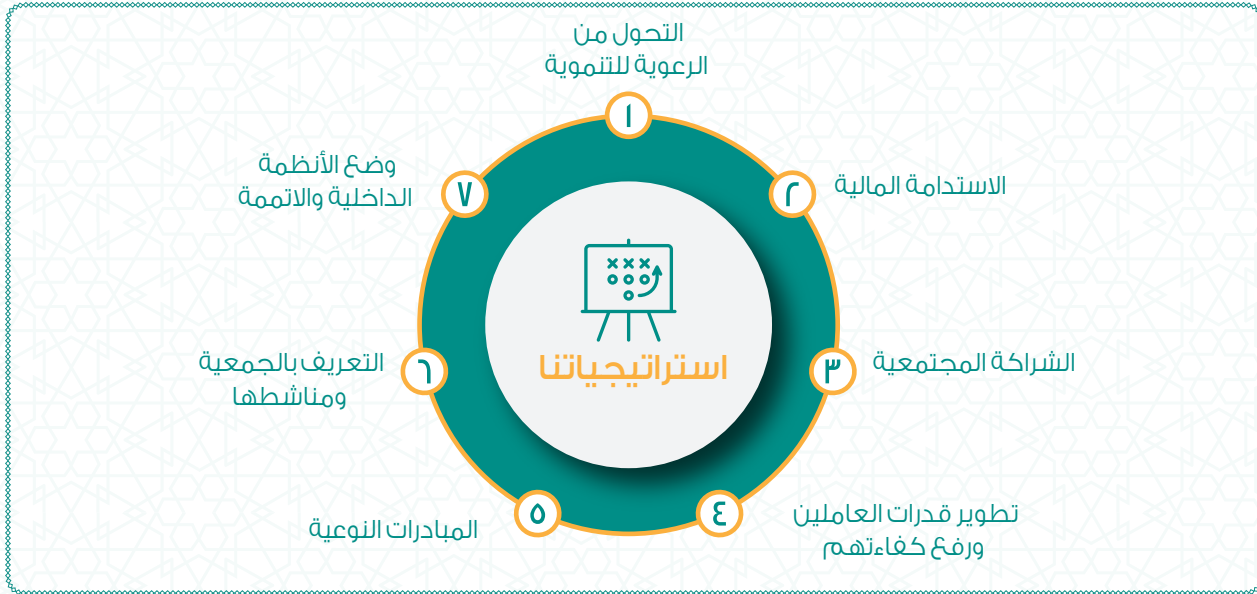 استراتيجياتنا
١
التحول من
الرعوية للتنموية
٢
الاستدامة المالية
٣
الشراكة المجتمعية
٤
تطوير قدرات العاملين
ورفع كفاءتهم
٥
المبادرات النوعية
٦
التعريف بالجمعية
ومناشطها
٧
وضع الأنظمة
الداخلية والاتممة